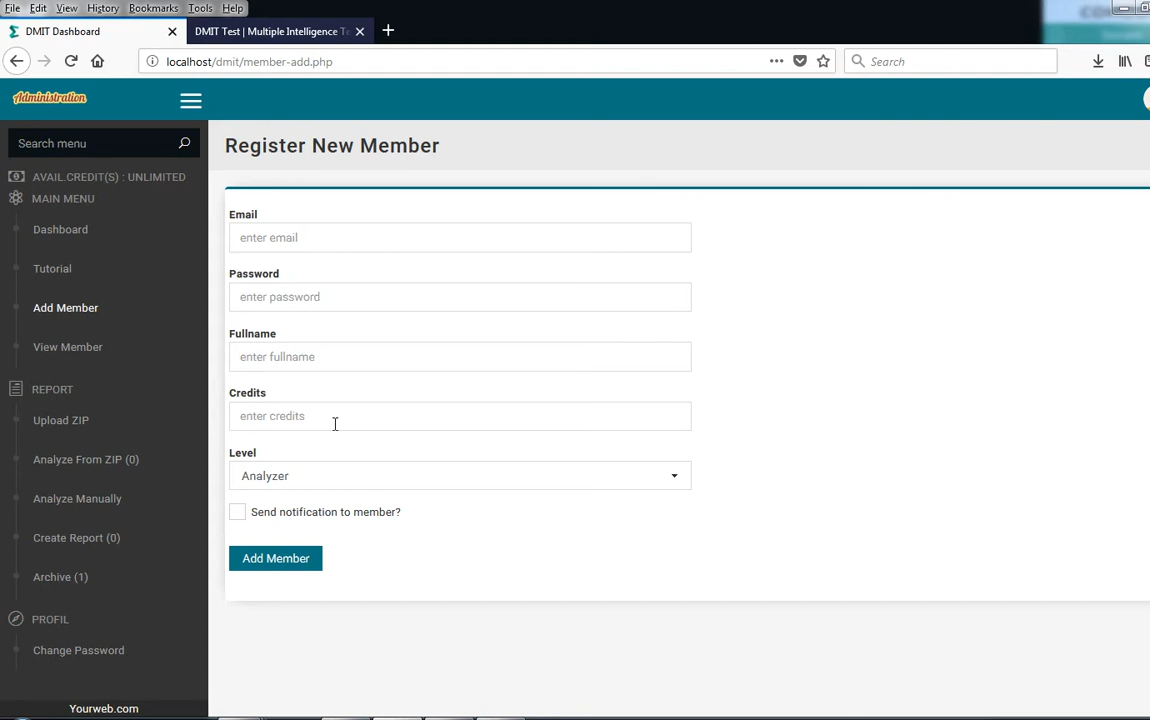 File Edit View History Bookmarks Tools Help
DMIT Dashboard
DMIT Test | Multiple Intelligence Te
localhost/dmit/member-add.php
Search
Administration
Search menu
Register New Member
AVAIL.CREDIT(S) : UNLIMITED
MAIN MENU
Dashboard
Tutorial
Add Member
View Member
REPORT
Upload ZIP
Analyze From ZIP (0)
Analyze Manually
Create Report (0)
Archive (1)
PROFIL
Change Password
Yourweb.com
Email
enter email
Password
enter password
Fullname
enter fullname
Credits
enter credits
Level
Analyzer
Send notification to member?
Add Member